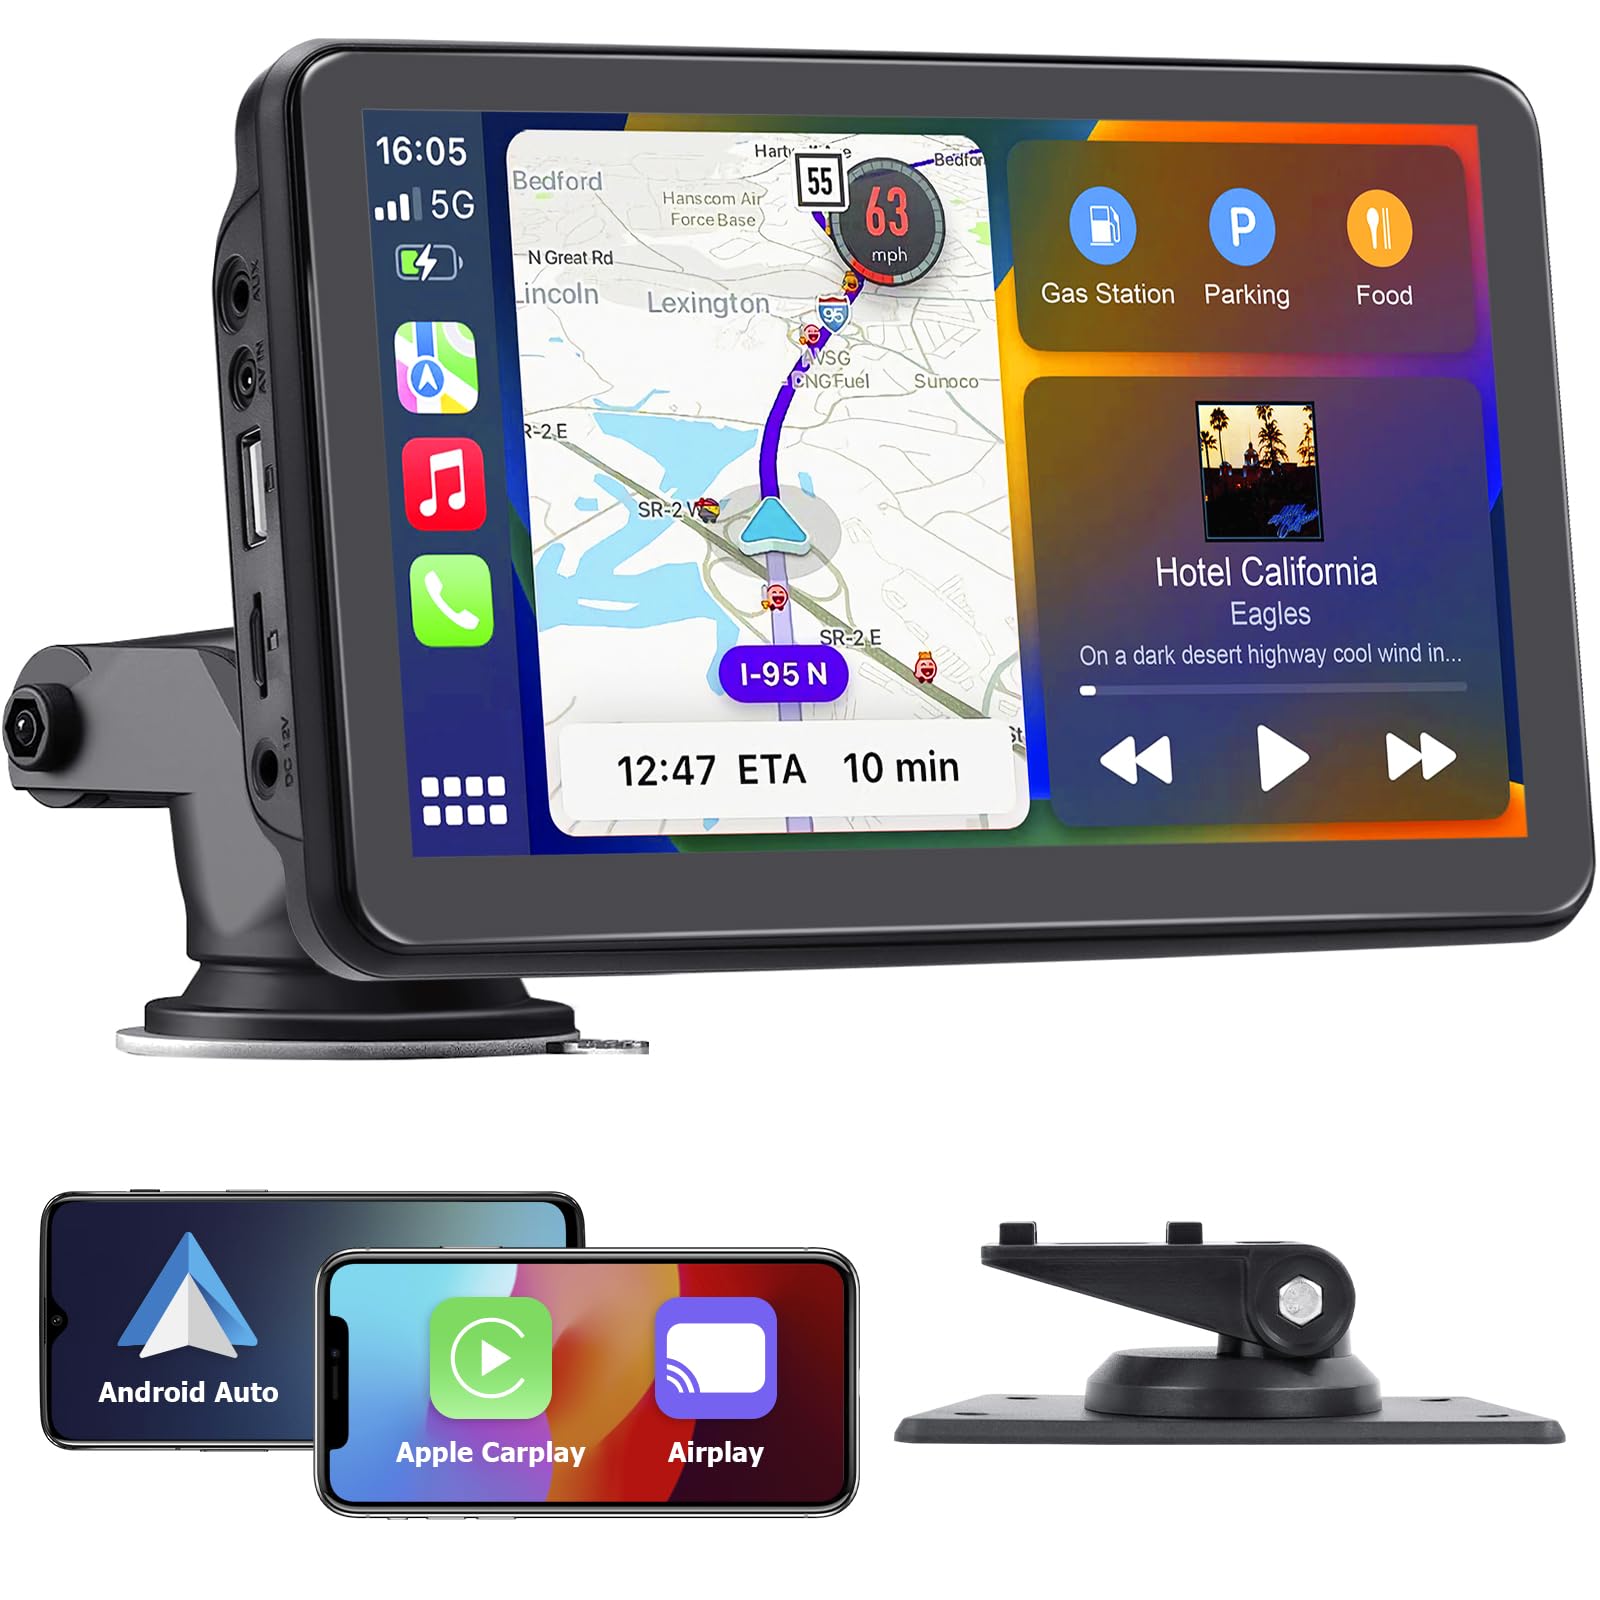 AUX
AV IN
DC 12V
16:05
5G
Bedford
Hanscom Air
Force Base
N Great Rd
Lincoln
Lexington
55
63
mph
95
AVSG
CNG Fuel
Sunoco
R-2 E
SR-2 W
SR-2 E
I-95 N
12:47 ETA 10 min
Gas Station
P
Parking
Food
Hotel California
Eagles
On a dark desert highway cool wind in...
Android Auto
Apple Carplay
Airplay